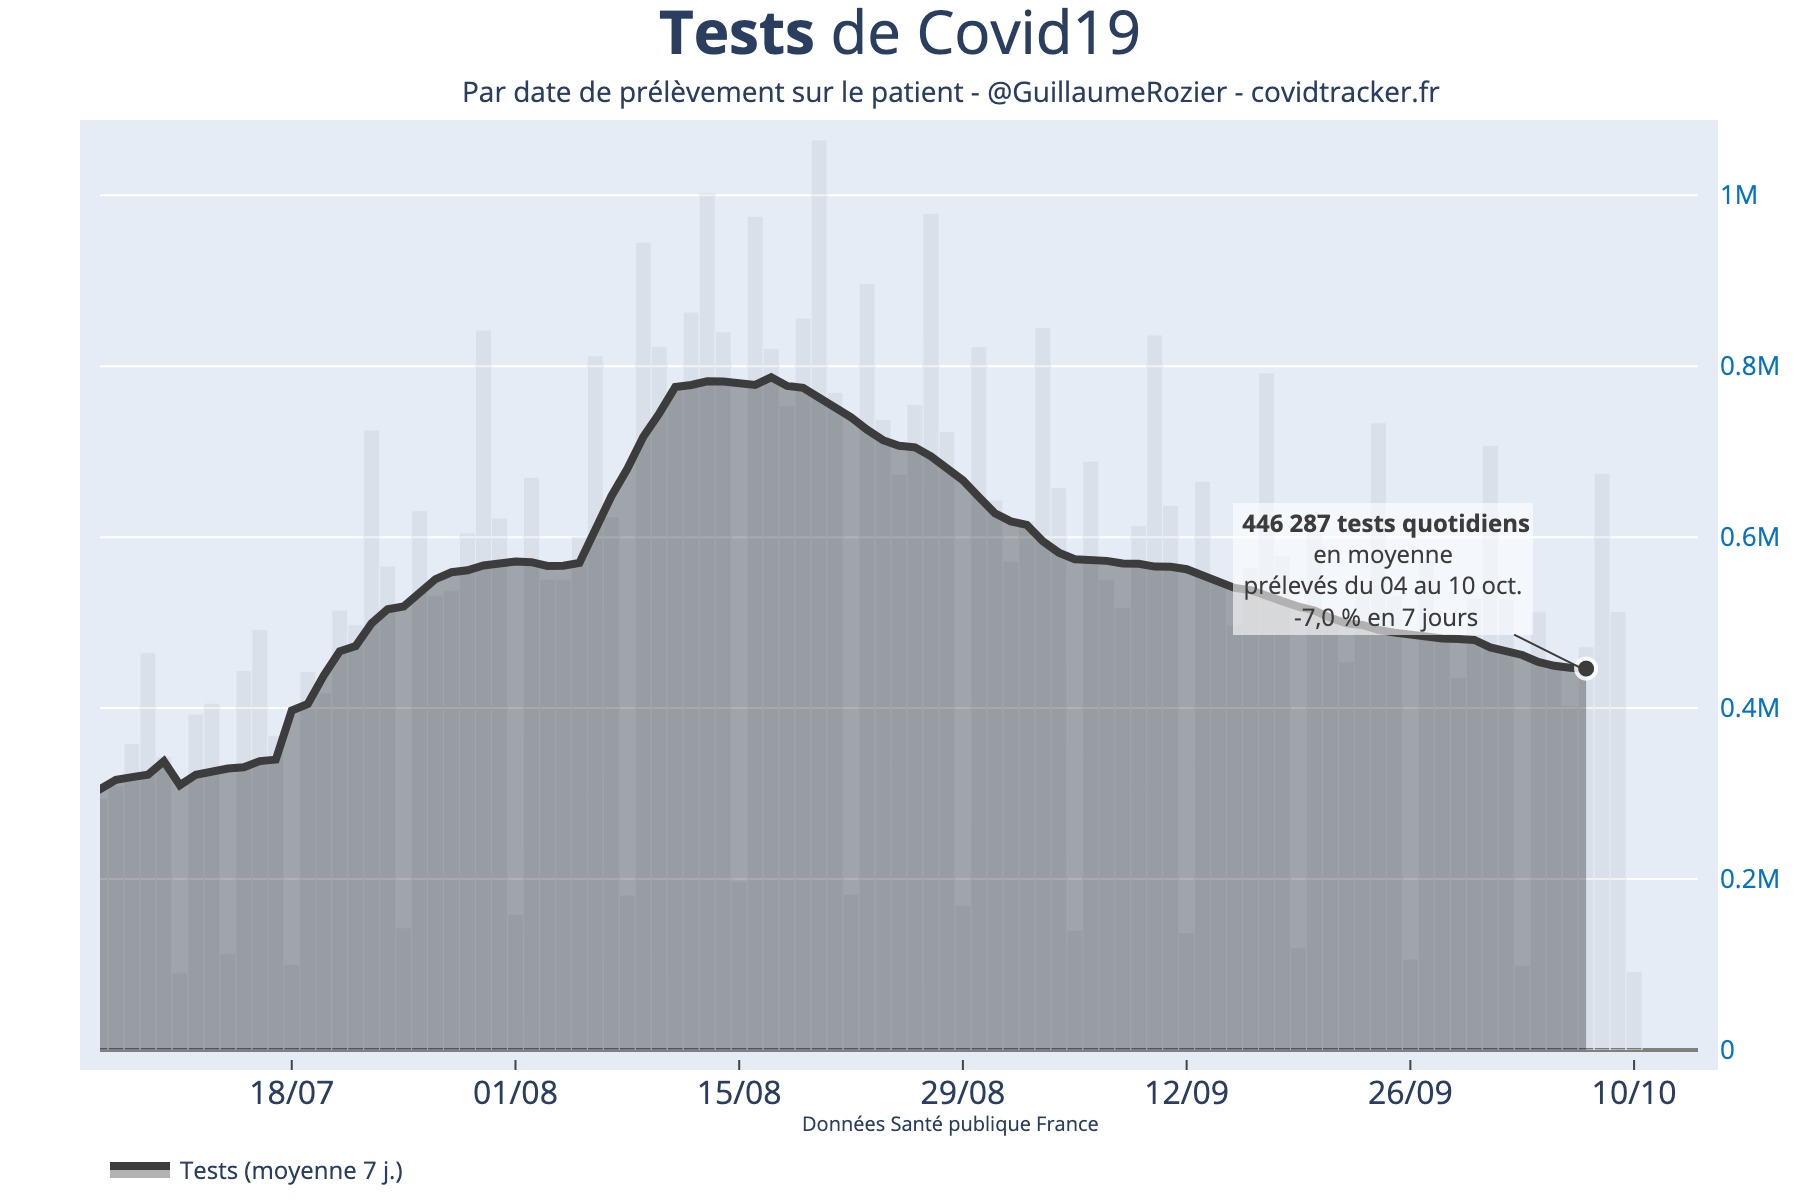 Tests de Covid19
Par date de prélèvement sur le patient - @GuillaumeRozier - covidtracker.fr
1M
0.8M
0.6M
0.4M
0.2M
0
446 287 tests quotidiens
en moyenne
prélevés du 04 au 10 oct.
-7,0 % en 7 jours
18/07 01/08 15/08 29/08 12/09 26/09 10/10
Données Santé publique France
Tests (moyenne 7 j.)